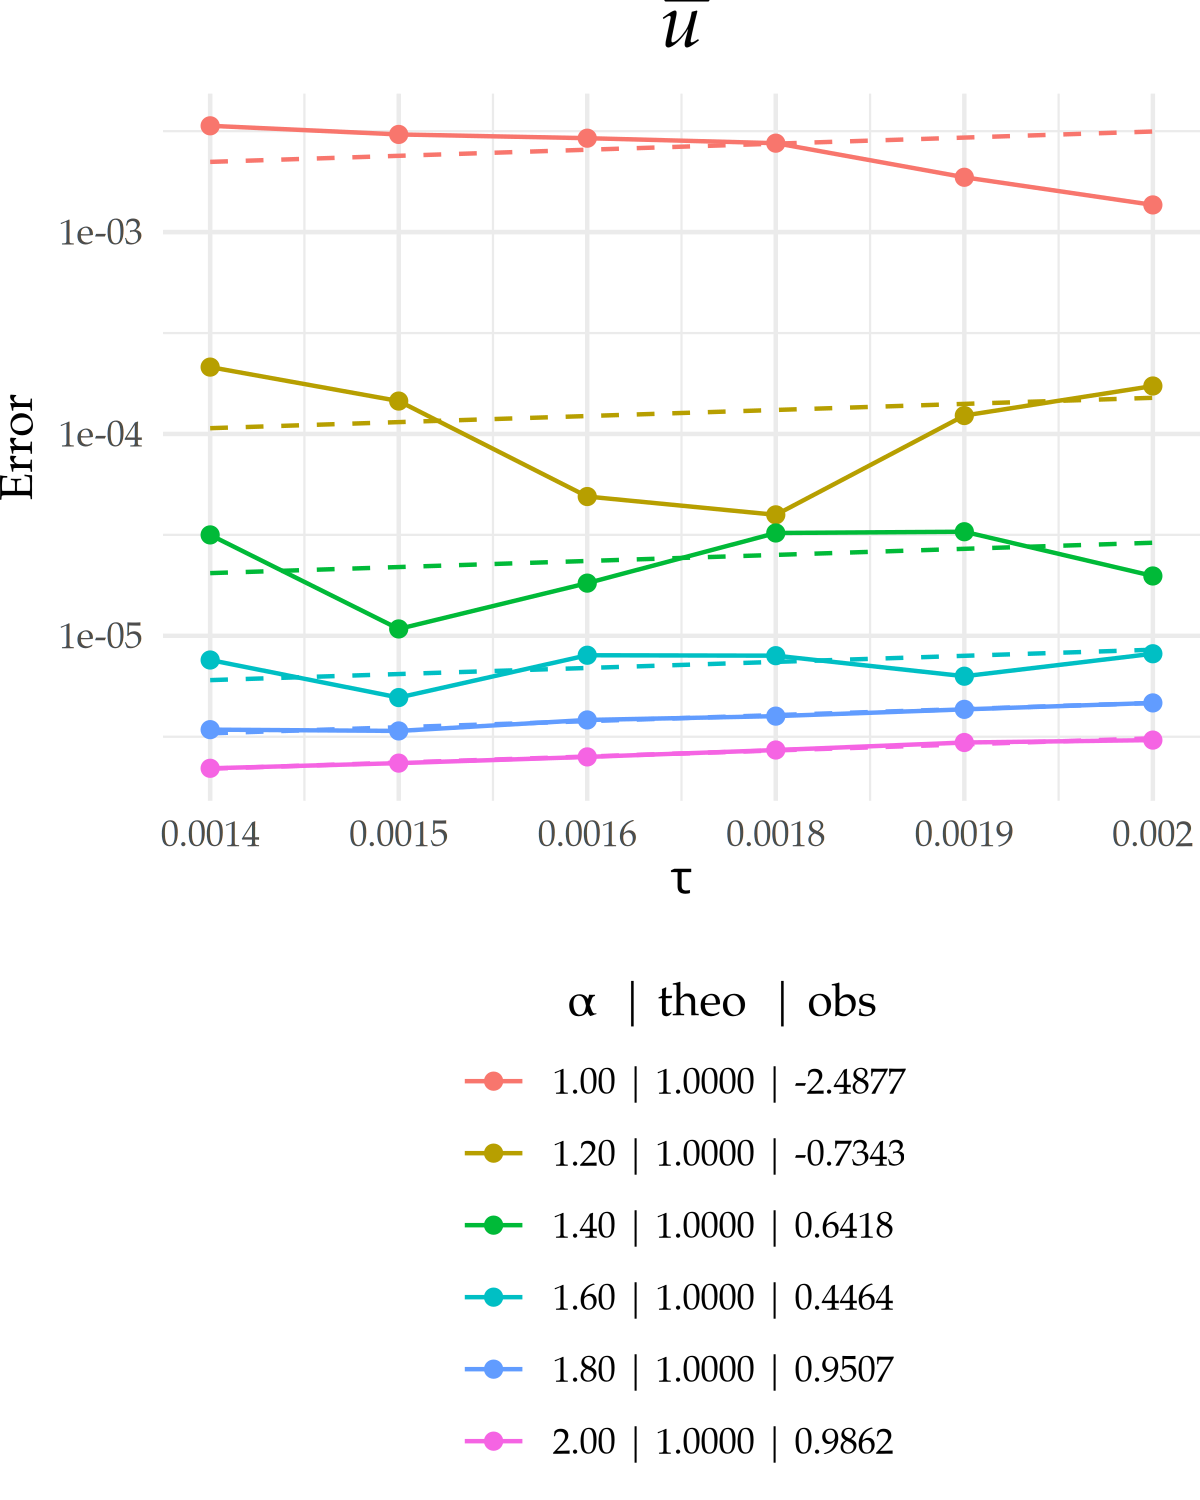 u̅
Error
1e-03
1e-04
1e-05
0.0014 0.0015 0.0016 0.0018 0.0019 0.002
τ
α | theo | obs
1.00 | 1.0000 | -2.4877
1.20 | 1.0000 | -0.7343
1.40 | 1.0000 | 0.6418
1.60 | 1.0000 | 0.4464
1.80 | 1.0000 | 0.9507
2.00 | 1.0000 | 0.9862